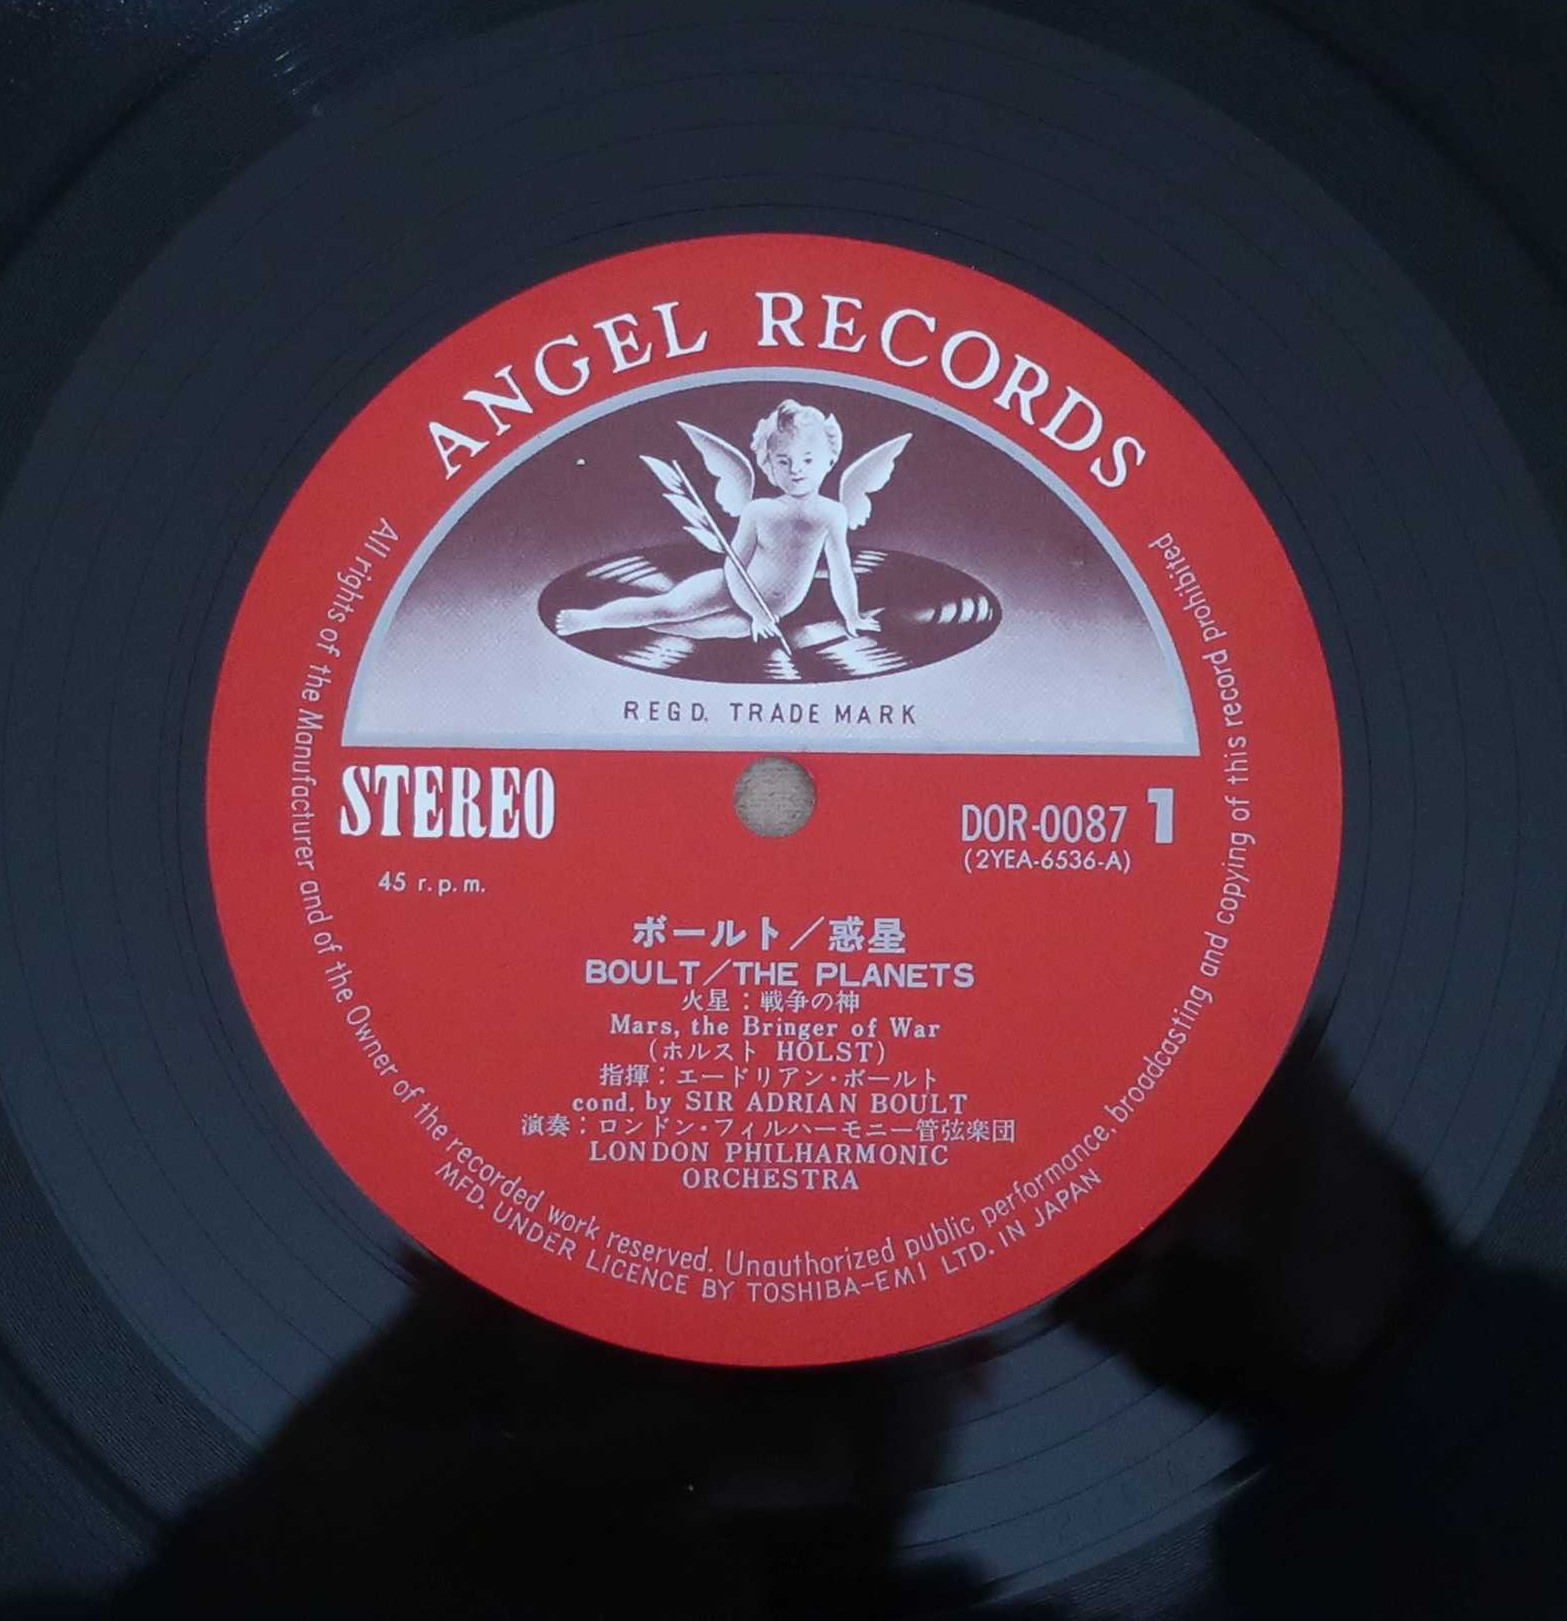 ANGEL RECORDS
REGD. TRADE MARK
STEREO
DOR-0087 1
(2YEA-6536-A)
45 r.p.m.
ボールト／惑星
BOULT/THE PLANETS
火星：戦争の神
Mars, the Bringer of War
(ホルスト HOLST)
指揮：エードリアン・ボールト
cond. by SIR ADRIAN BOULT
演奏：ロンドン・フィルハーモニー管弦楽団
LONDON PHILHARMONIC
ORCHESTRA
All rights of the Manufacturer and of the Owner of the recorded work reserved. Unauthorized public performance, broadcasting and copying of this record prohibited
MFD. UNDER LICENCE BY TOSHIBA-EMI LTD. IN JAPAN